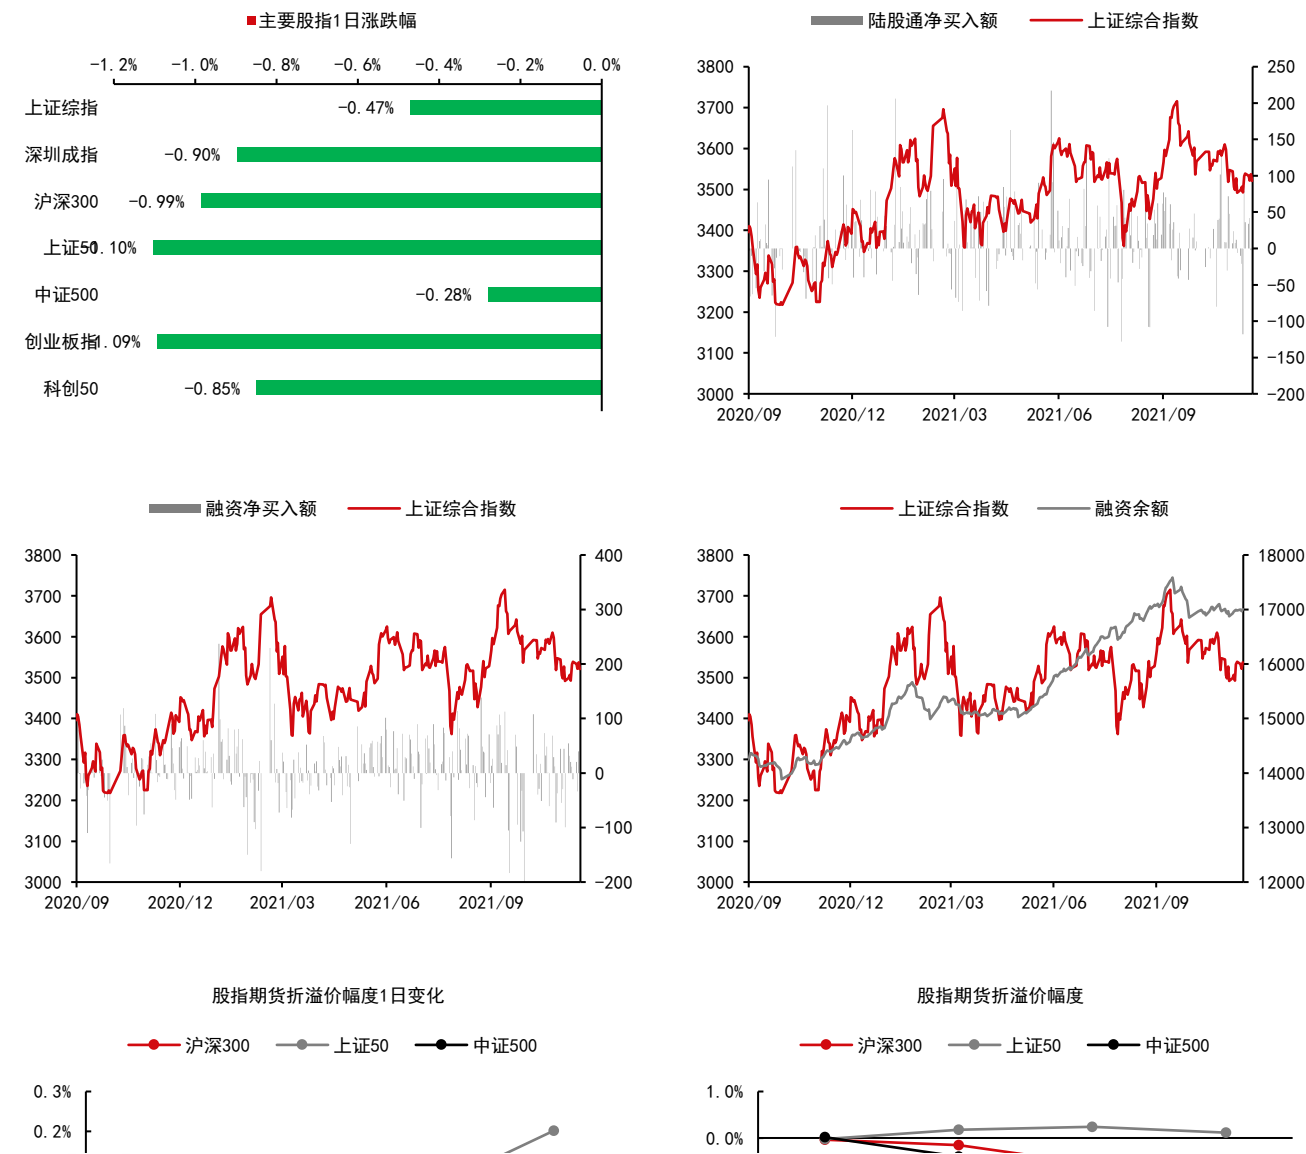 主要股指1日涨跌幅
-1.2% -1.0% -0.8% -0.6% -0.4% -0.2% 0.0%
上证综指 -0.47%
深圳成指 -0.90%
沪深300 -0.99%
上证50 -1.10%
中证500 -0.28%
创业板指 -1.09%
科创50 -0.85%
陆股通净买入额 上证综合指数
3800 250
3700 200
3600 150
3500 100
3400 50
3300 0
3200 -50
3100 -100
3000 -150
-200
2020/09 2020/12 2021/03 2021/06 2021/09
融资净买入额 上证综合指数
3800 400
3700 300
3600
3500 200
3400 100
3300 0
3200
3100 -100
3000 -200
2020/09 2020/12 2021/03 2021/06 2021/09
上证综合指数 融资余额
3800 18000
3700 17000
3600
3500 16000
3400 15000
3300 14000
3200
3100 13000
3000 12000
2020/09 2020/12 2021/03 2021/06 2021/09
股指期货折溢价幅度1日变化
沪深300 上证50 中证500
0.3%
0.2%
股指期货折溢价幅度
沪深300 上证50 中证500
1.0%
0.0%